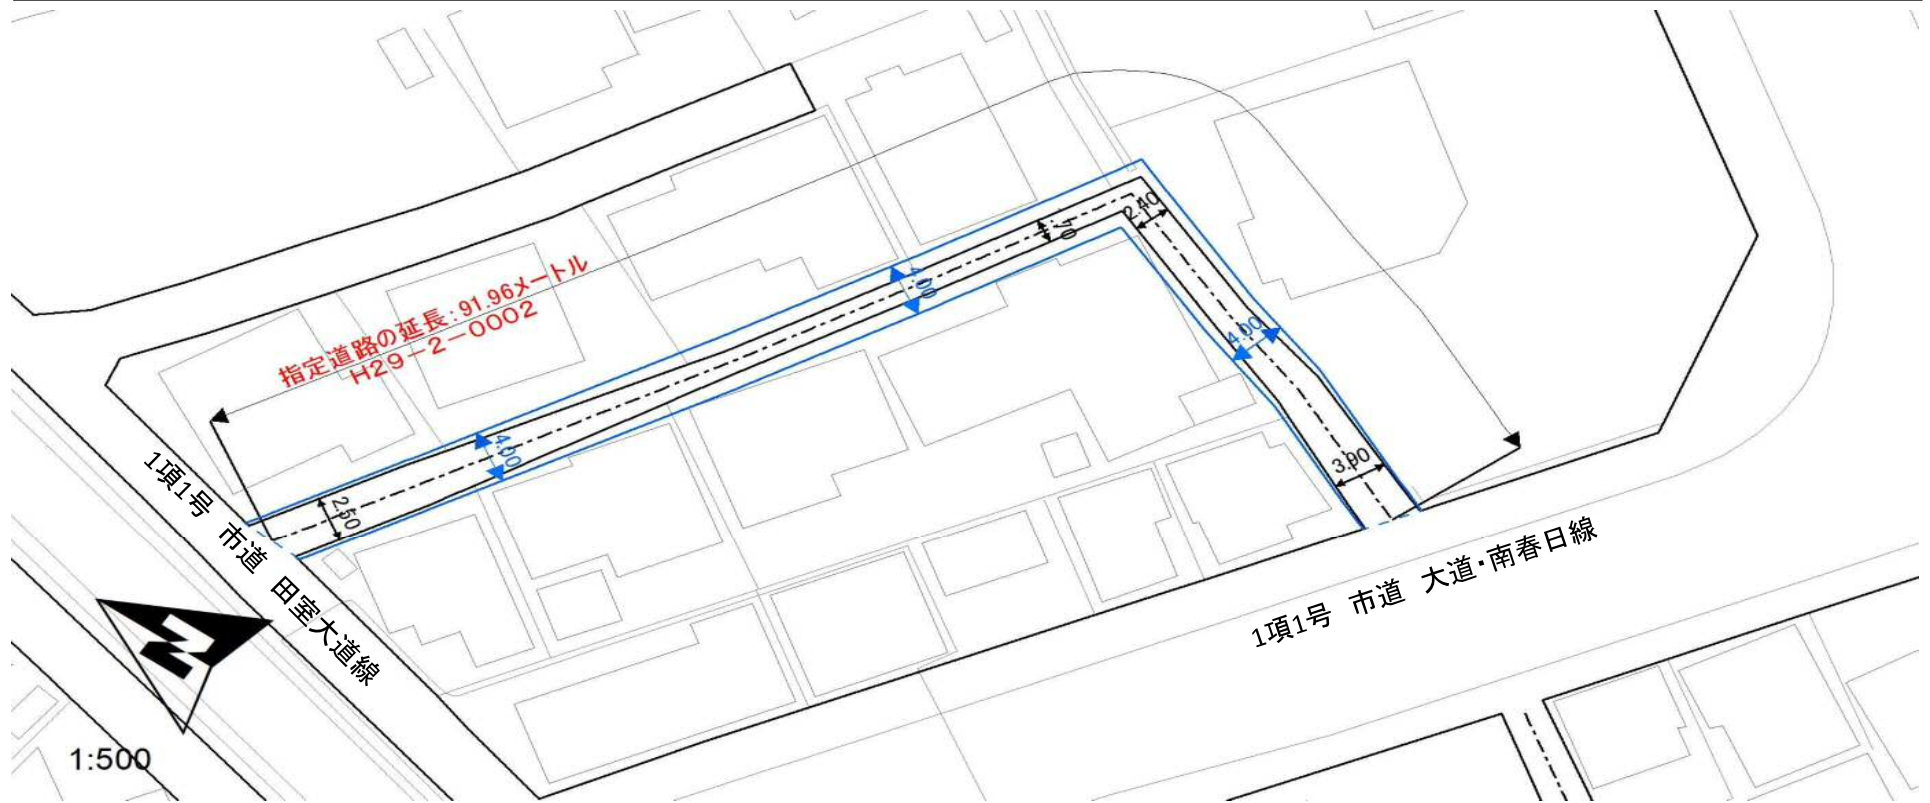 指定道路の延長:91.96メートル
H29-2-0002
2.40
4.00
4.00
4.00
3.90
2.50
1項1号 市道 田室大道線
1項1号 市道 大道・南春日線
N
1:500